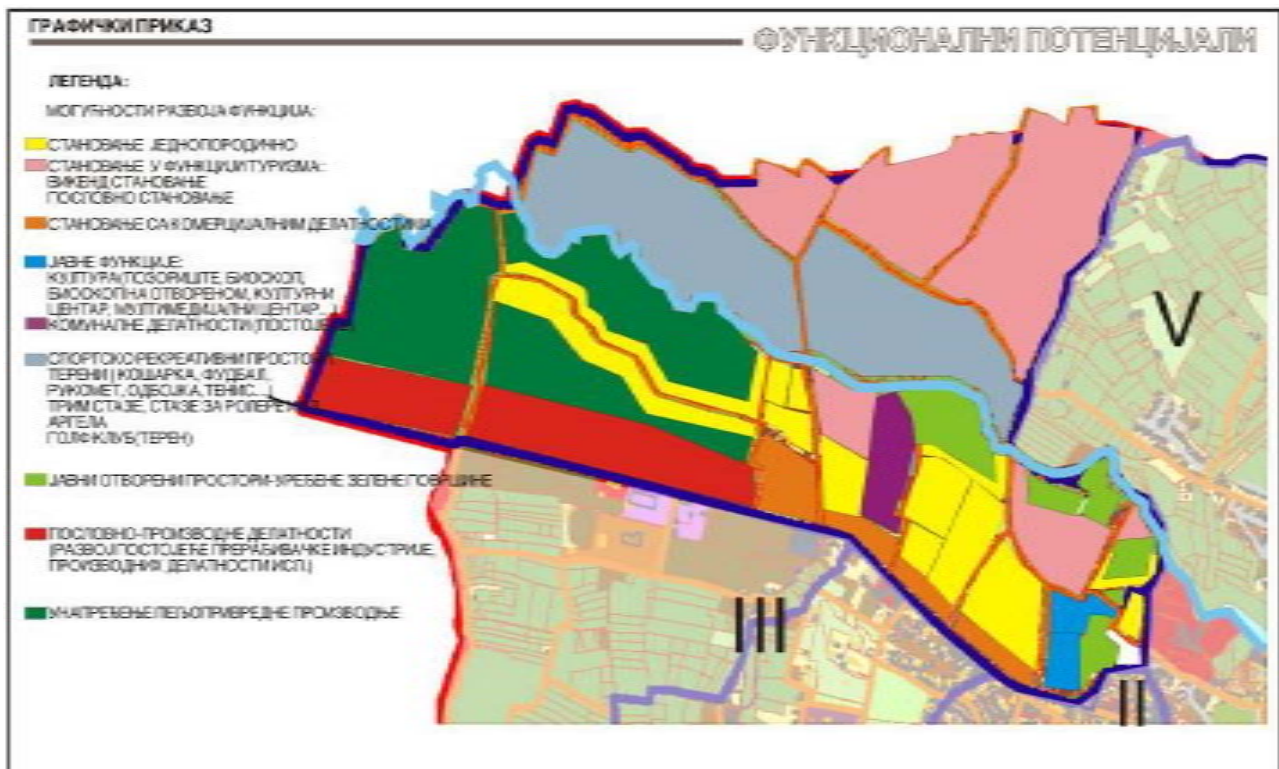 ГРАФИЧКИ ПРИКАЗ
ФУНКЦИОНАЛНИ ПОТЕНЦИЈАЛИ
ЛЕГЕНДА:
МОГУЋНОСТИ РАЗВОЈА ФУНКЦИЈА:
СТАНОВАЊЕ ЈЕДНОПОРОДИЧНО
СТАНОВАЊЕ У ФУНКЦИЈИ ТУРИЗМА:
ВИКЕНД СТАНОВАЊЕ
ПОСЛОВНО СТАНОВАЊЕ
СТАНОВАЊЕ СА КОМЕРЦИЈАЛНИМ ДЕЛАТНОСТИМА
ЈАВНЕ ФУНКЦИЈЕ:
КУЛТУРА(ПОЗОРИШТЕ, БИОСКОП,
БИОСКОП НА ОТВОРЕНОМ, КУЛТУРНИ
ЦЕНТАР, МУЛТИМЕДИЈАЛНИ ЦЕНТАР...)
КОМУНАЛНЕ ДЕЛАТНОСТИ (ПОСТОЈЕЋЕ)
СПОРТСКО-РЕКРЕАТИВНИ ПРОСТОР
ТЕРЕНИ ( КОШАРКА, ФУДБАЛ,
РУКОМЕТ, ОДБОЈКА, ТЕНИС...)
ТРИМ СТАЗЕ, СТАЗЕ ЗА РОЛЕРЕ
АРГЕЛА
ГОЛФ КЛУБ(ТЕРЕН)
ЈАВНИ ОТВОРЕНИ ПРОСТОРИ-УРЕЂЕНЕ ЗЕЛЕНЕ ПОВРШИНЕ
ПОСЛОВНО-ПРОИЗВОДНЕ ДЕЛАТНОСТИ
(РАЗВОЈ ПОСТОЈЕЋЕ ПРЕРАЂИВАЧКЕ ИНДУСТРИЈЕ,
ПРОИЗВОДНИХ ДЕЛАТНОСТИ И СЛ.)
УНАПРЕЂЕЊЕ ПОЉОПРИВРЕДНЕ ПРОИЗВОДЊЕ
V
III
II